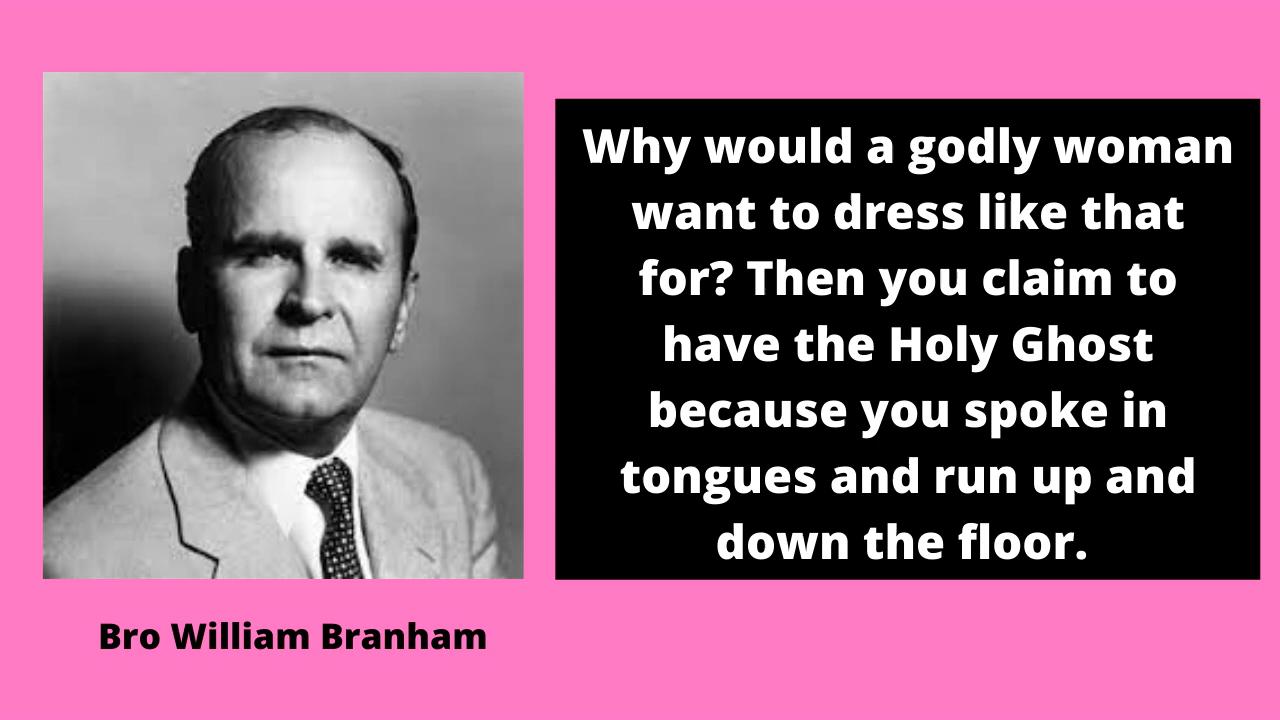 Why would a godly woman
want to dress like that
for? Then you claim to
have the Holy Ghost
because you spoke in
tongues and run up and
down the floor.
Bro William Branham